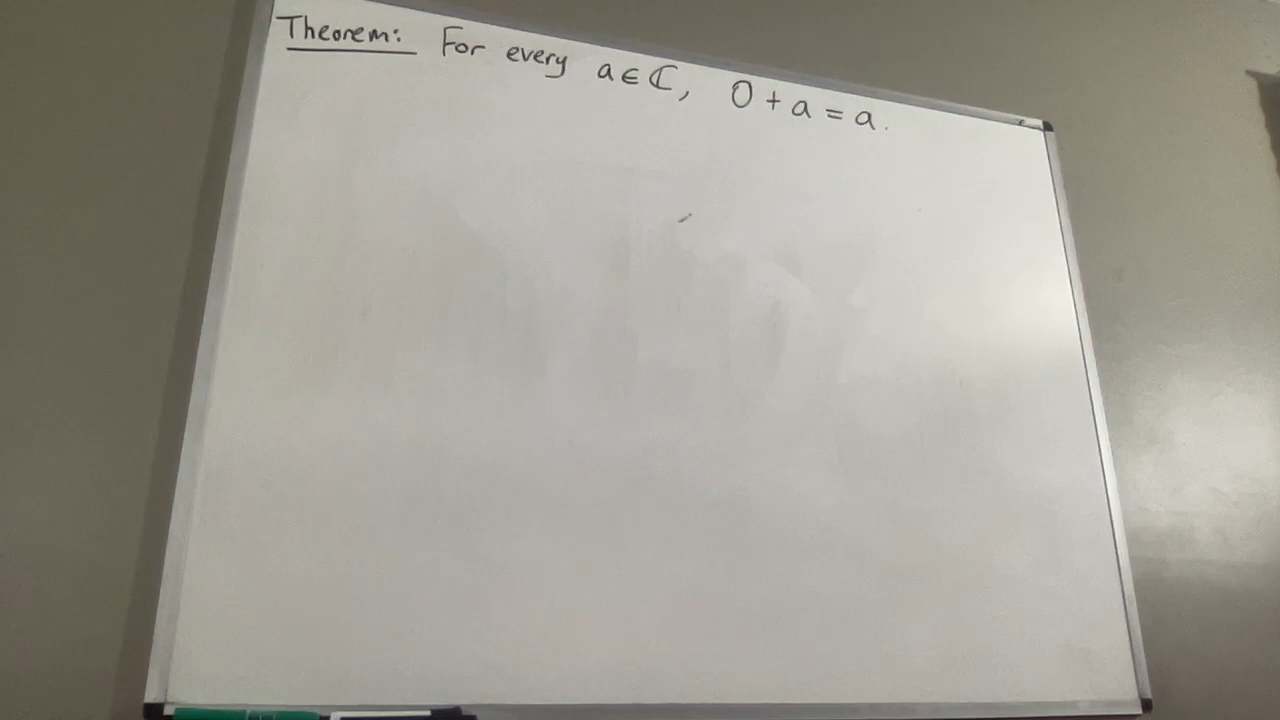 Theorem: For every a ∈ ℂ, 0 + a = a.